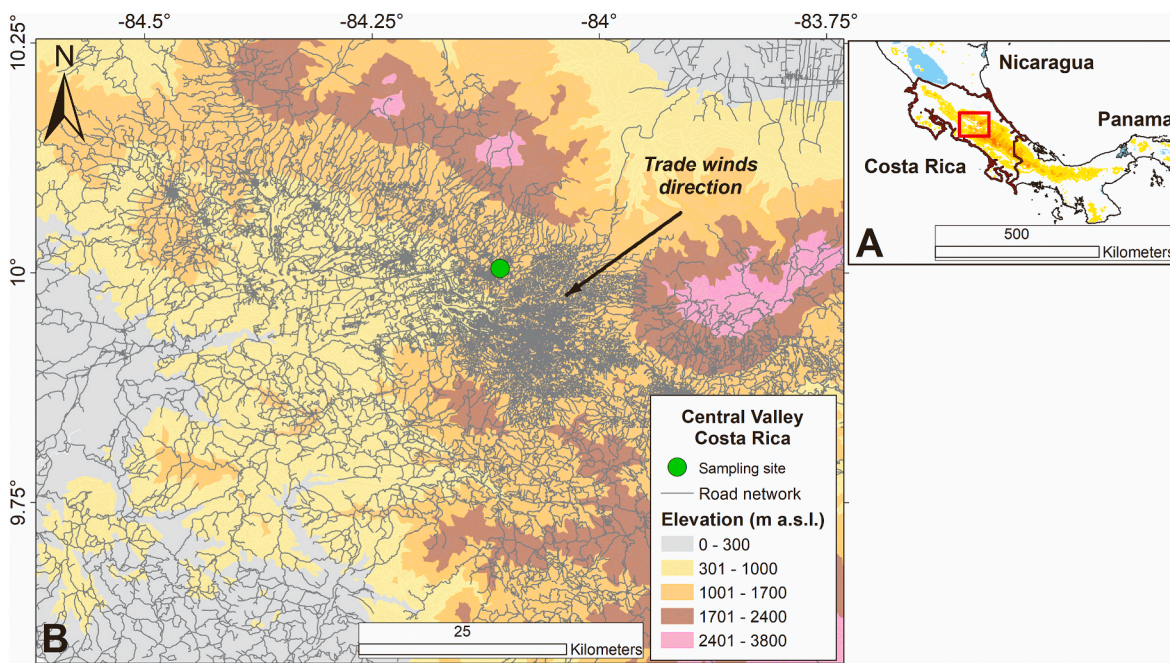 -84.5°
-84.25°
-84°
-83.75°
10.25°
10°
9.75°
N
Trade winds
direction
Central Valley
Costa Rica
Sampling site
Road network
Elevation (m a.s.l.)
0 - 300
301 - 1000
1001 - 1700
1701 - 2400
2401 - 3800
25
Kilometers
B
Nicaragua
Panama
Costa Rica
A
500
Kilometers